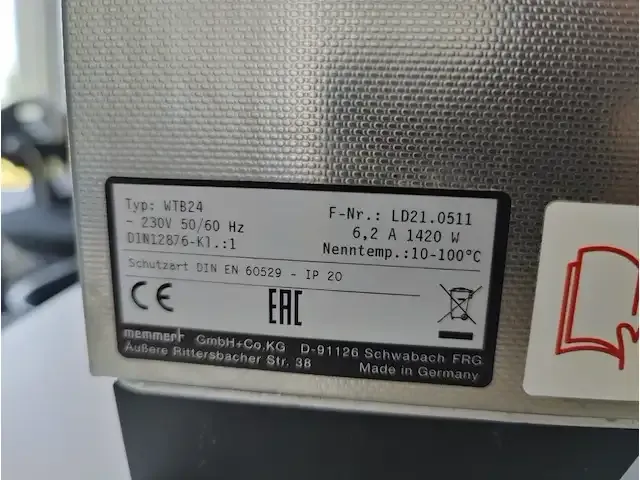 Typ: WTB24
~ 230V 50/60 Hz
DIN12876-Kl.:1
F-Nr.: LD21.0511
6,2 A 1420 W
Nenntemp.:10-100°C
Schutzart DIN EN 60529 - IP 20
CE
EAC
memmert GmbH+Co.KG D-91126 Schwabach FRG
Äußere Rittersbacher Str. 38 Made in Germany